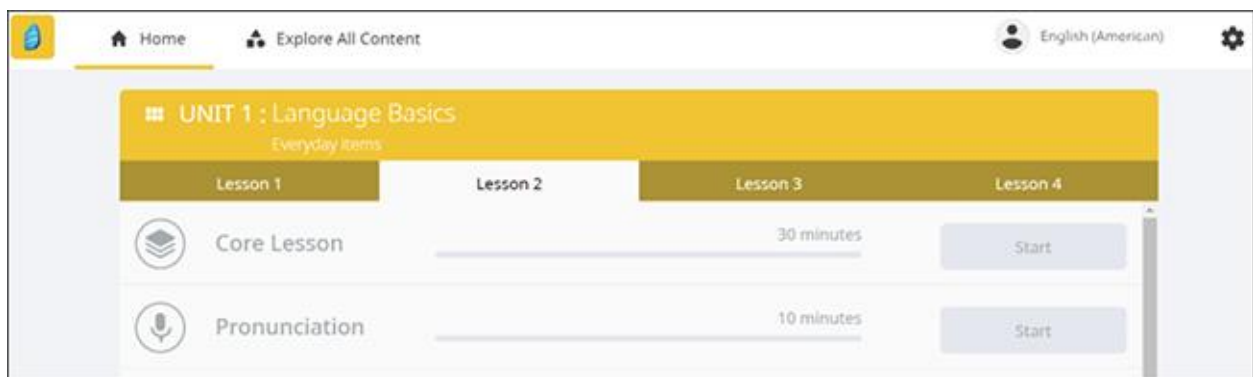 Home Explore All Content English (American)
UNIT 1 : Language Basics
Everyday items
Lesson 1 Lesson 2 Lesson 3 Lesson 4
Core Lesson 30 minutes Start
Pronunciation 10 minutes Start